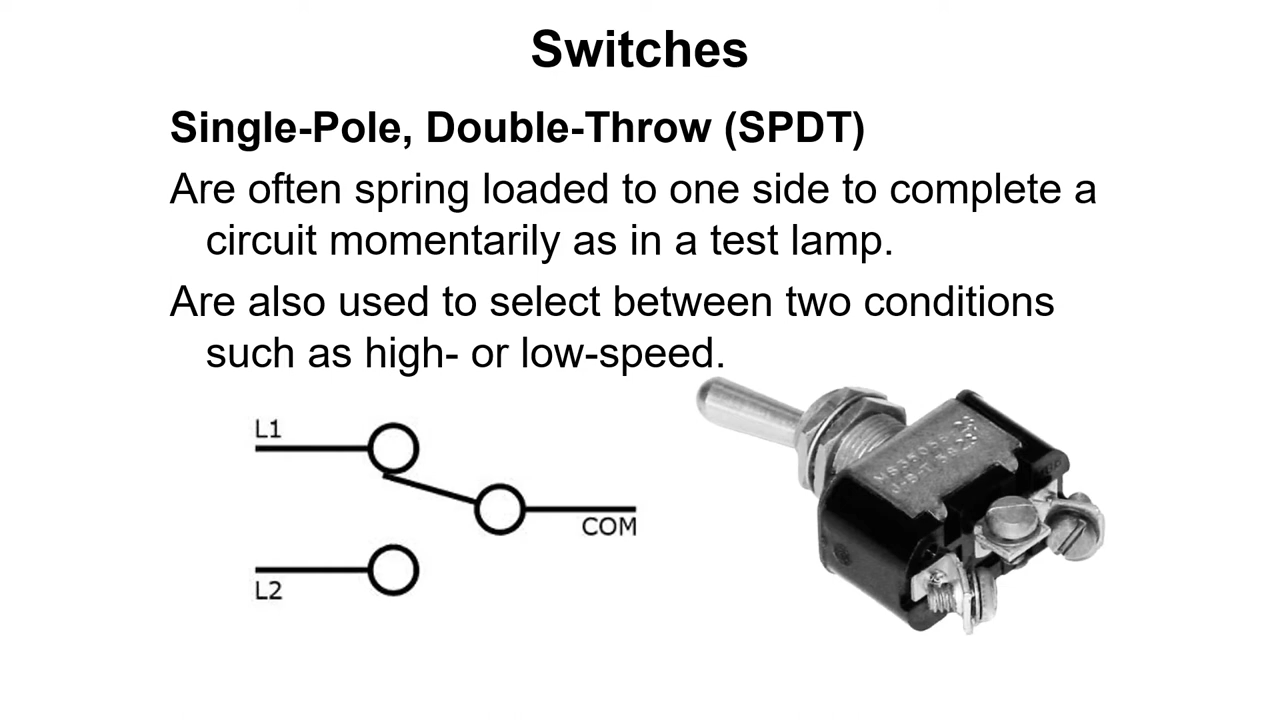 Switches
Single-Pole, Double-Throw (SPDT)
Are often spring loaded to one side to complete a
circuit momentarily as in a test lamp.
Are also used to select between two conditions
such as high- or low-speed.
L1
COM
L2